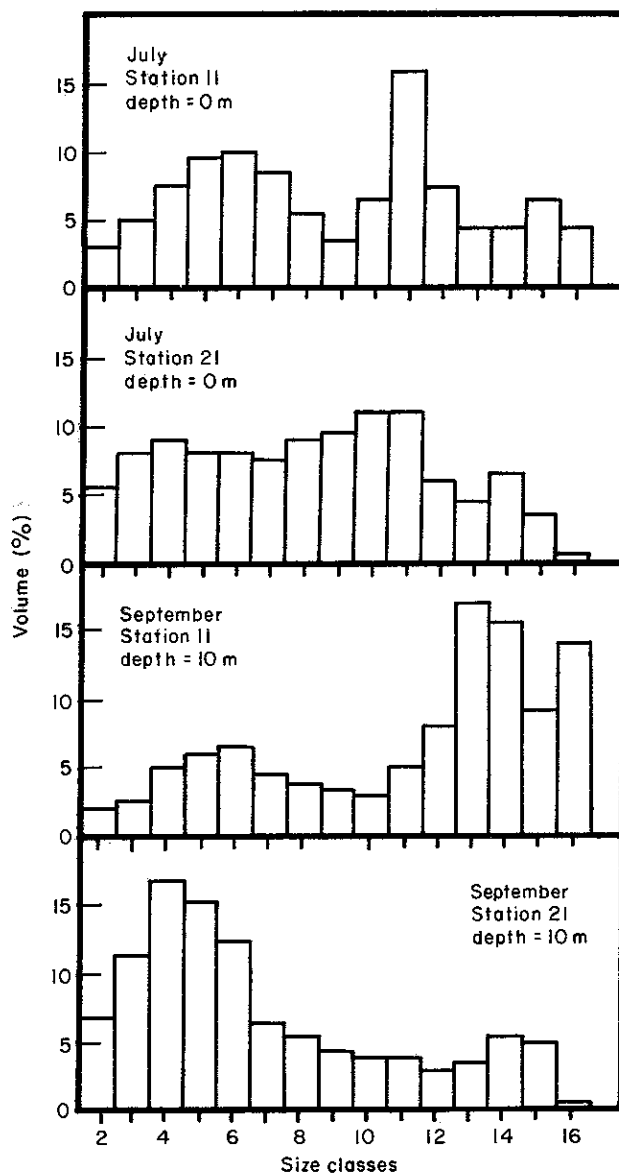 July
Station 11
depth = 0 m
15
10
5
0
July
Station 21
depth = 0 m
15
10
5
0
Volume (%)
September
Station 11
depth = 10 m
15
10
5
0
September
Station 21
depth = 10 m
15
10
5
0
2 4 6 8 10 12 14 16
Size classes